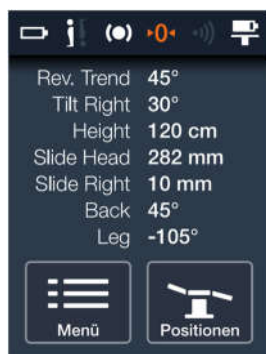 ▸0◂
Rev. Trend 45°
Tilt Right 30°
Height 120 cm
Slide Head 282 mm
Slide Right 10 mm
Back 45°
Leg -105°
Menü Positionen